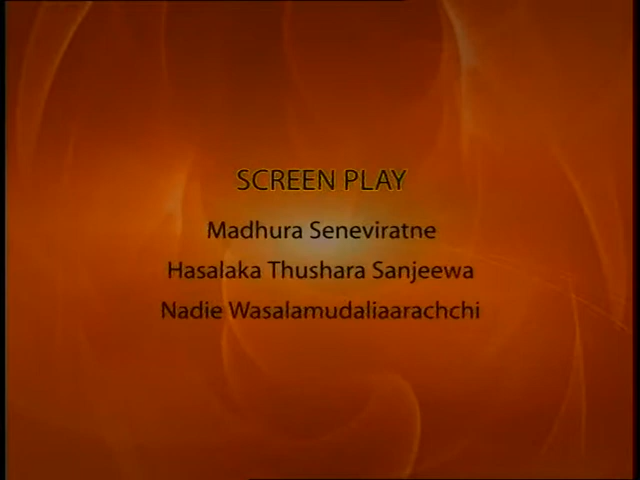 SCREEN PLAY
Madhura Seneviratne
Hasalaka Thushara Sanjeewa
Nadie Wasalamudaliaarachchi